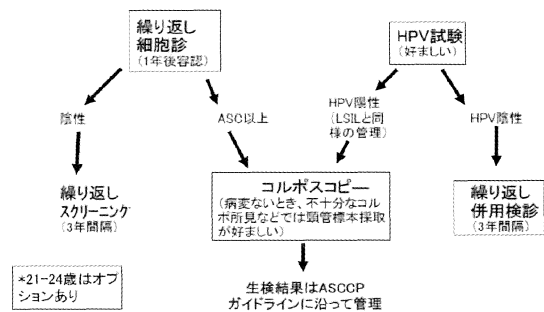 繰り返し
細胞診
(1年後容認)
HPV試験
(好ましい)
陰性
ASC以上
HPV陽性
(LSILと同
様の管理)
HPV陰性
繰り返し
スクリーニング
(3年間隔)
コルポスコピー
(病変ないとき、不十分なコル
ポ所見などでは頸管標本採取
が好ましい)
繰り返し
併用検診
(3年間隔)
*21-24歳はオプ
ションあり
生検結果はASCCP
ガイドラインに沿って管理